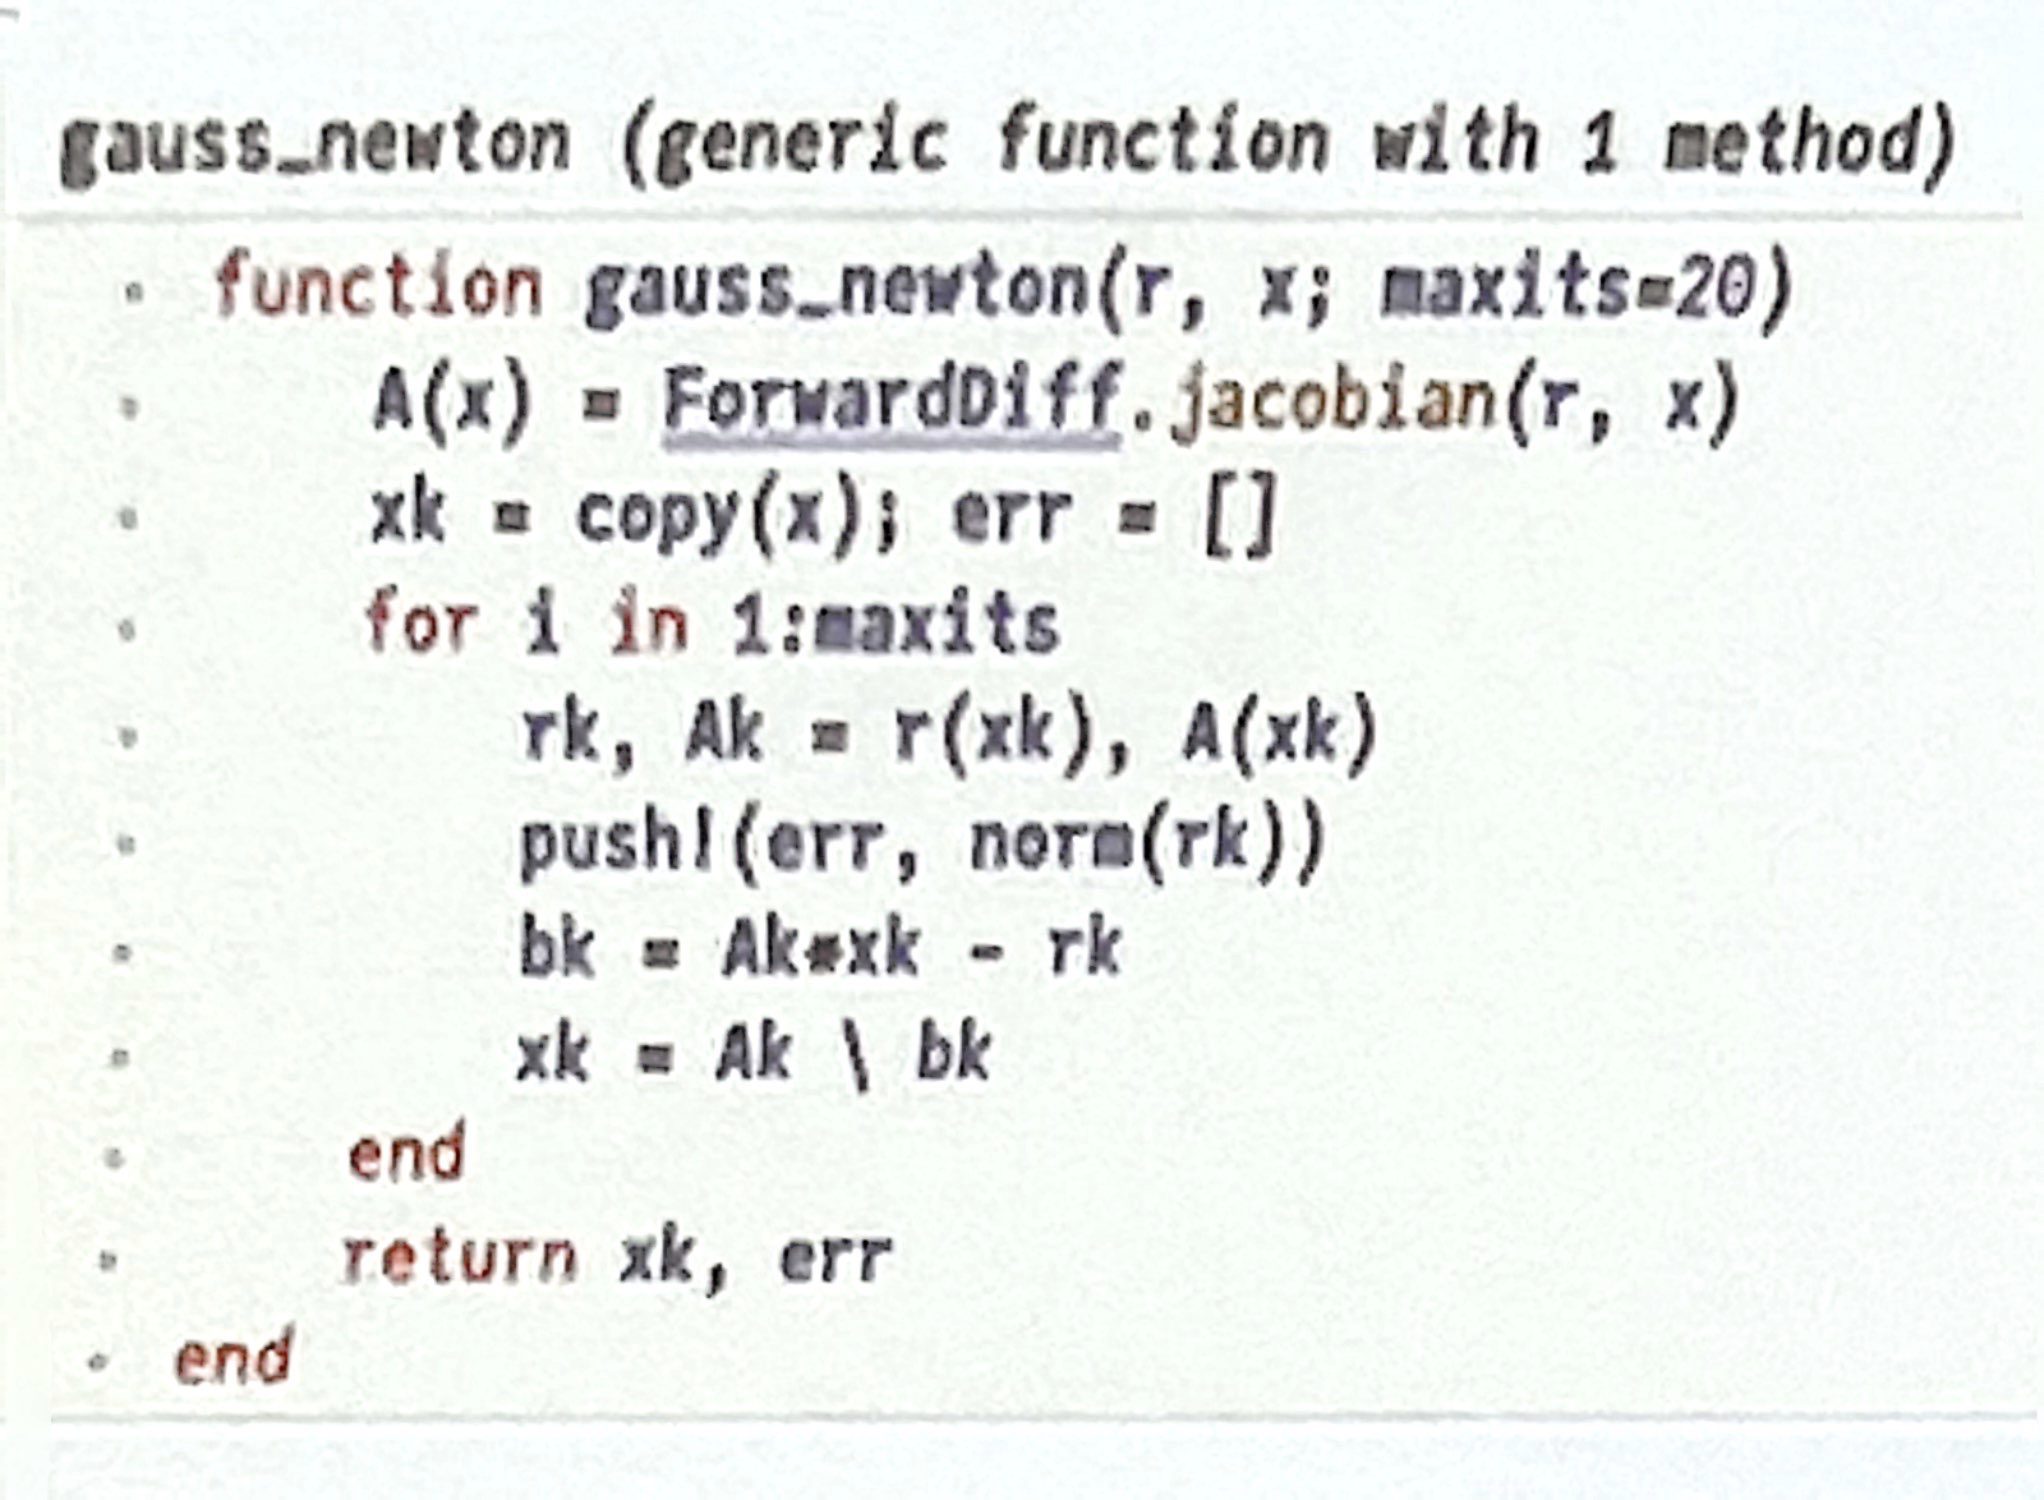 gauss_newton (generic function with 1 method)
function gauss_newton(r, x; maxits=20)
A(x) = ForwardDiff.jacobian(r, x)
xk = copy(x); err = []
for i in 1:maxits
rk, Ak = r(xk), A(xk)
push!(err, norm(rk))
bk = Ak*xk - rk
xk = Ak \ bk
end
return xk, err
end